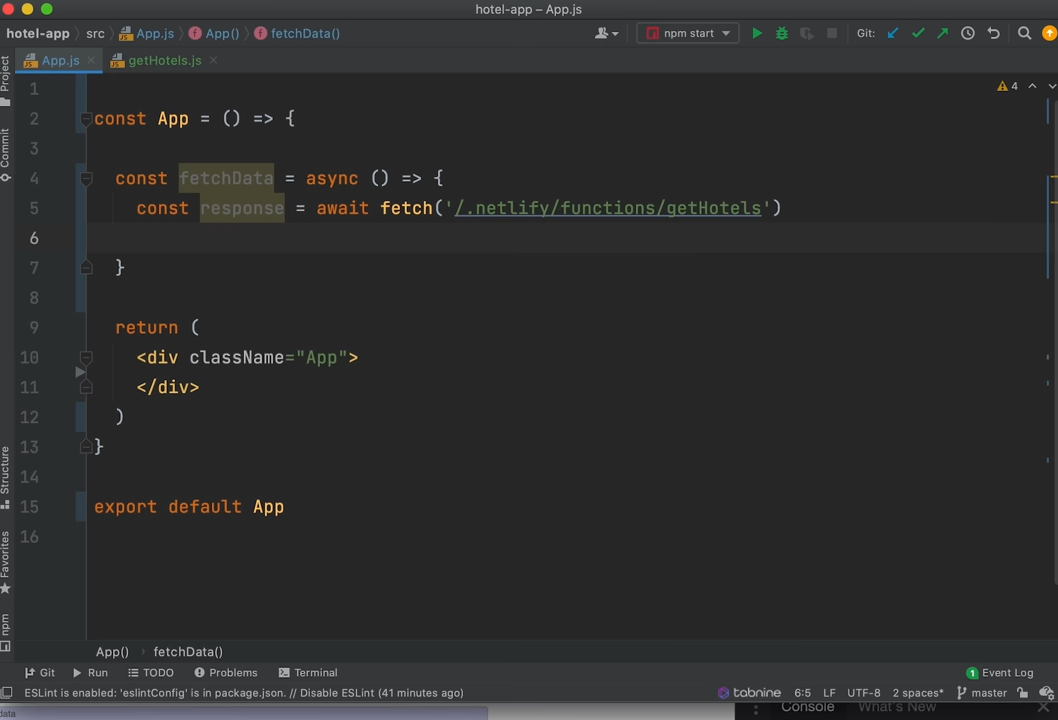 hotel-app – App.js
hotel-app src App.js App() fetchData() npm start Git:
App.js getHotels.js
Project
Commit
Structure
Favorites
npm
4
1
2 const App = () => {
3
4 const fetchData = async () => {
5 const response = await fetch('/.netlify/functions/getHotels')
6
7 }
8
9 return (
10 <div className="App">
11 </div>
12 )
13 }
14
15 export default App
16
App() fetchData()
Git Run TODO Problems Terminal 1 Event Log
ESLint is enabled: 'eslintConfig' is in package.json. // Disable ESLint (41 minutes ago) tabnine 6:5 LF UTF-8 2 spaces* master
data Console What's New